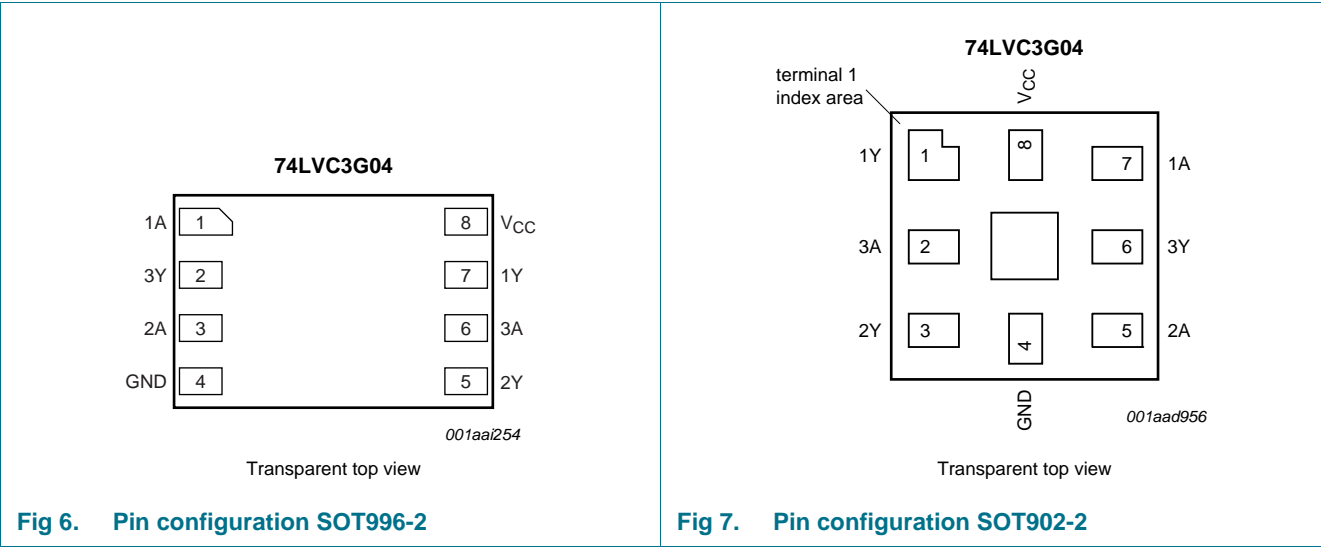 74LVC3G04
1A 1 8 VCC
3Y 2 7 1Y
2A 3 6 3A
GND 4 5 2Y
001aai254
Transparent top view
Fig 6. Pin configuration SOT996-2
74LVC3G04
terminal 1
index area
VCC
1Y 1 8 7 1A
3A 2 6 3Y
2Y 3 4 5 2A
GND
001aad956
Transparent top view
Fig 7. Pin configuration SOT902-2